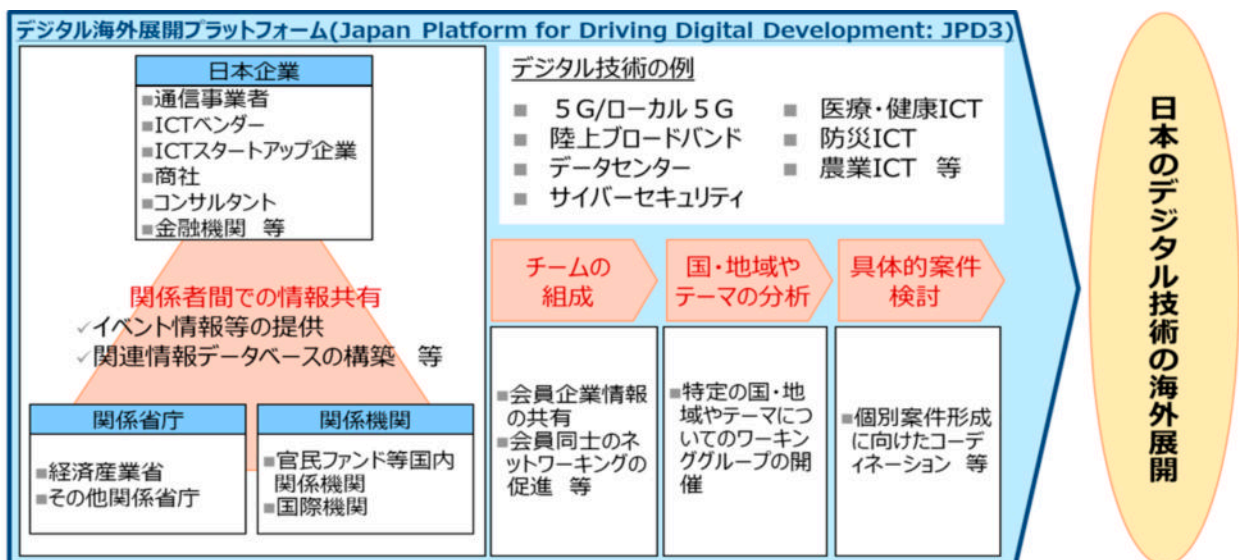 デジタル海外展開プラットフォーム(Japan Platform for Driving Digital Development: JPD3)
日本企業
■通信事業者
■ICTベンダー
■ICTスタートアップ企業
■商社
■コンサルタント
■金融機関 等
関係者間での情報共有
✓イベント情報等の提供
✓関連情報データベースの構築 等
関係省庁
■経済産業省
■その他関係省庁
関係機関
■官民ファンド等国内
関係機関
■国際機関
デジタル技術の例
■ 5G/ローカル5G
■ 陸上ブロードバンド
■ データセンター
■ サイバーセキュリティ
■ 医療・健康ICT
■ 防災ICT
■ 農業ICT 等
チームの
組成
■会員企業情報
の共有
■会員同士のネ
ットワーキングの
促進 等
国・地域や
テーマの分析
■特定の国・地
域やテーマにつ
いてのワーキン
ググループの開
催
具体的案件
検討
■個別案件形成
に向けたコーデ
ィネーション 等
日本のデジタル技術の海外展開